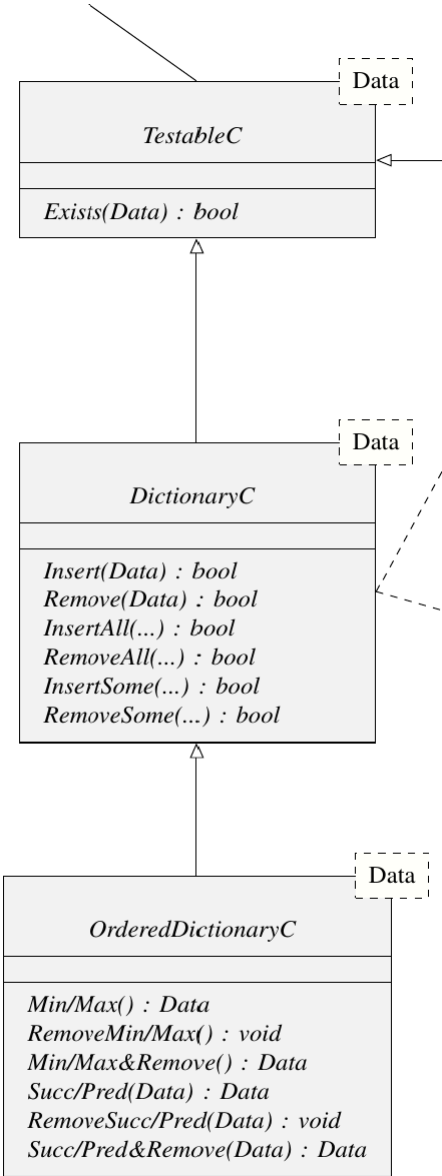 Data
TestableC
Exists(Data) : bool
Data
DictionaryC
Insert(Data) : bool
Remove(Data) : bool
InsertAll(...) : bool
RemoveAll(...) : bool
InsertSome(...) : bool
RemoveSome(...) : bool
Data
OrderedDictionaryC
Min/Max() : Data
RemoveMin/Max() : void
Min/Max&Remove() : Data
Succ/Pred(Data) : Data
RemoveSucc/Pred(Data) : void
Succ/Pred&Remove(Data) : Data